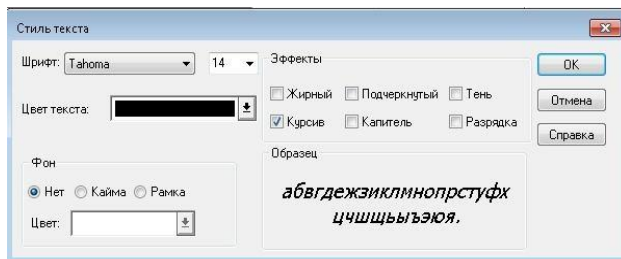 Стиль текста
Шрифт: Tahoma 14
Цвет текста:
Фон
Нет Кайма Рамка
Цвет:
Эффекты
Жирный Подчеркнутый Тень
Курсив Капитель Разрядка
Образец
абвгдежзиклмнопрстуфх
цчшщьыъэюя.
OK
Отмена
Справка